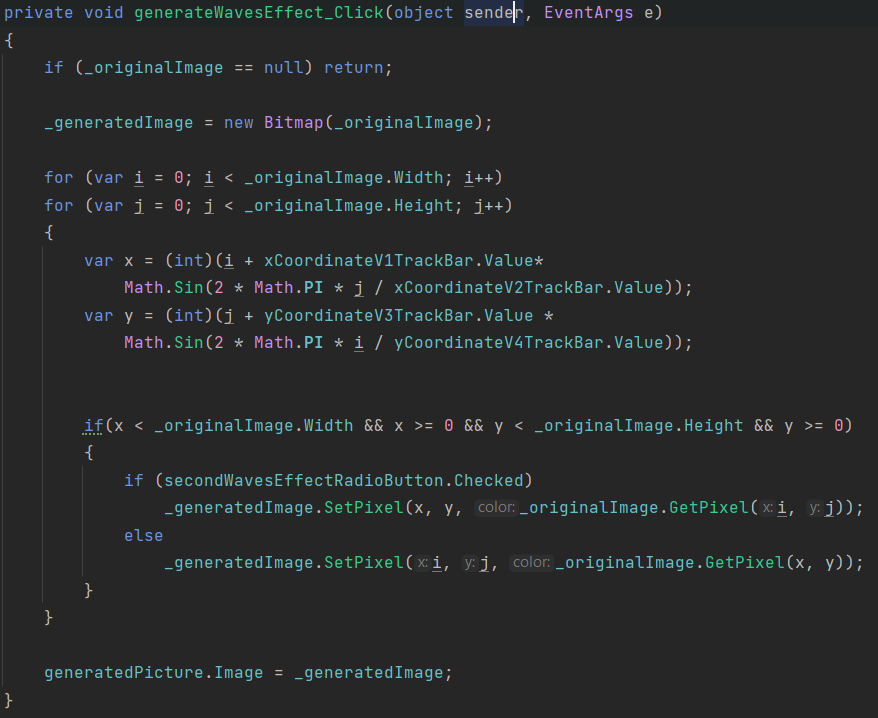 private void generateWavesEffect_Click(object sender, EventArgs e)
{
    if (_originalImage == null) return;

    _generatedImage = new Bitmap(_originalImage);

    for (var i = 0; i < _originalImage.Width; i++)
    for (var j = 0; j < _originalImage.Height; j++)
    {
        var x = (int)(i + xCoordinateV1TrackBar.Value*
            Math.Sin(2 * Math.PI * j / xCoordinateV2TrackBar.Value));
        var y = (int)(j + yCoordinateV3TrackBar.Value *
            Math.Sin(2 * Math.PI * i / yCoordinateV4TrackBar.Value));


        if(x < _originalImage.Width && x >= 0 && y < _originalImage.Height && y >= 0)
        {
            if (secondWavesEffectRadioButton.Checked)
                _generatedImage.SetPixel(x, y, color:_originalImage.GetPixel(x:i, y:j));
            else
                _generatedImage.SetPixel(x:i, y:j, color:_originalImage.GetPixel(x, y));
        }
    }

    generatedPicture.Image = _generatedImage;
}